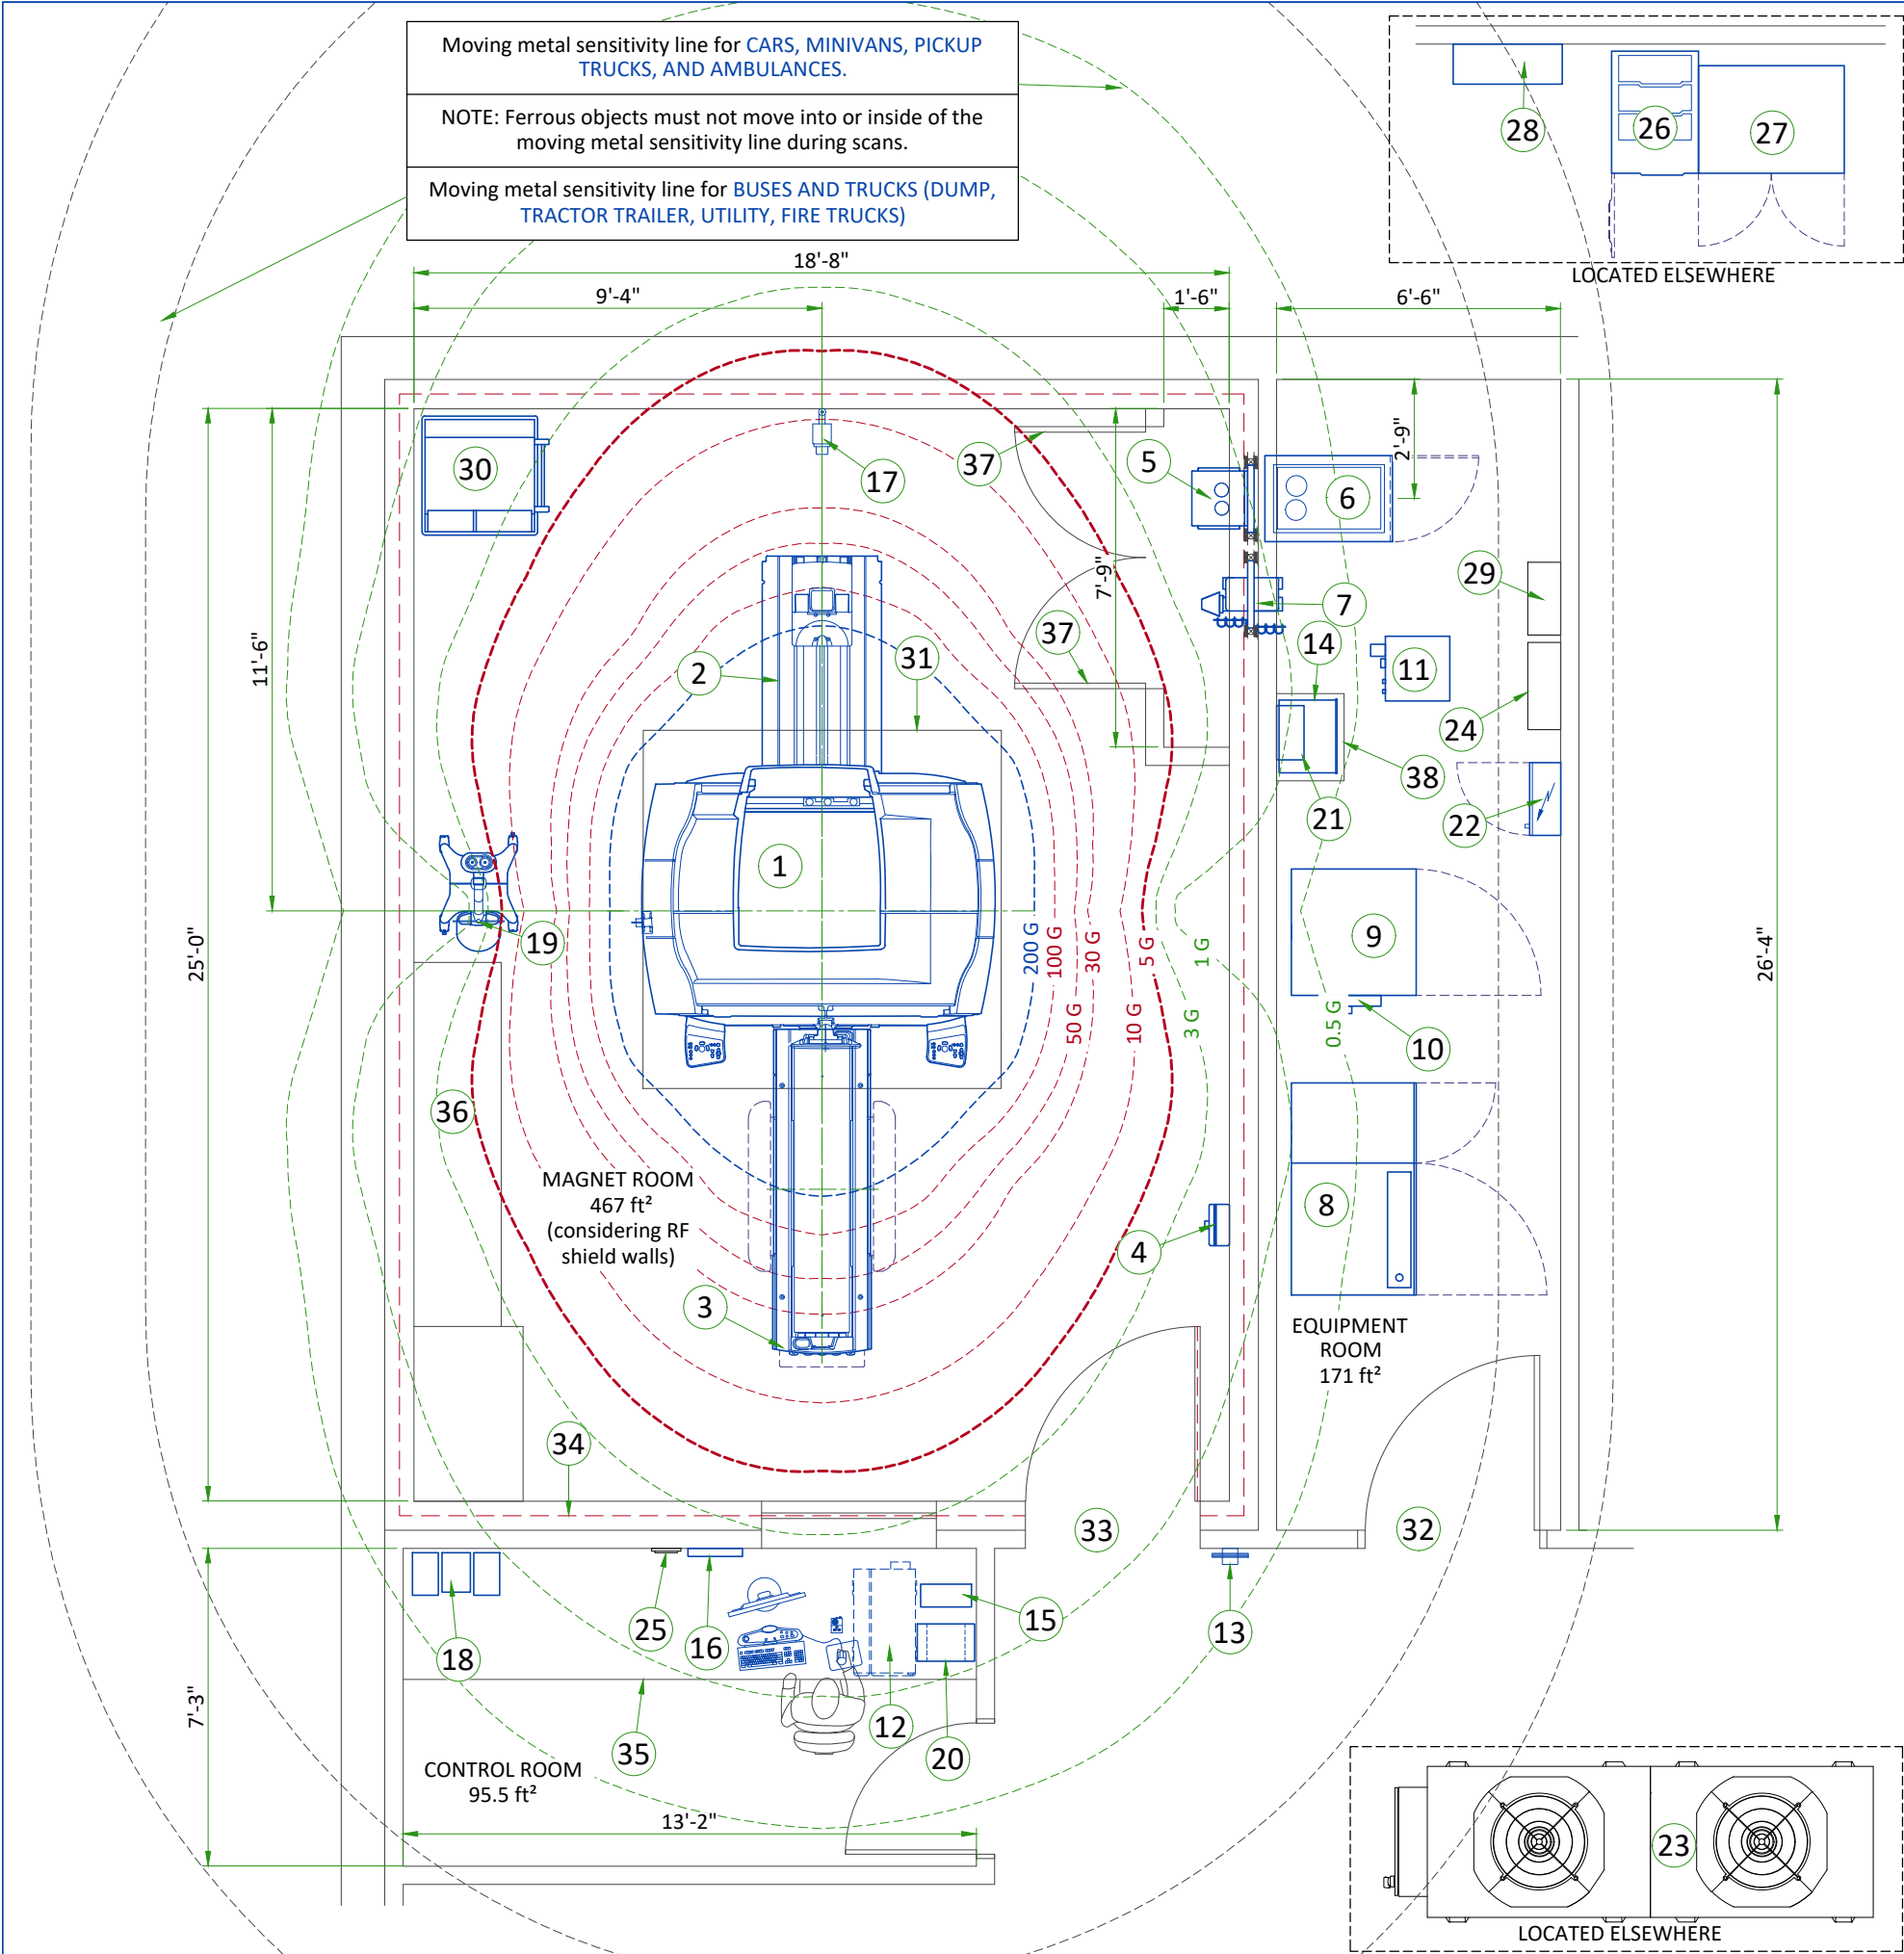 Moving metal sensitivity line for CARS, MINIVANS, PICKUP
TRUCKS, AND AMBULANCES.
NOTE: Ferrous objects must not move into or inside of the
moving metal sensitivity line during scans.
Moving metal sensitivity line for BUSES AND TRUCKS (DUMP,
TRACTOR TRAILER, UTILITY, FIRE TRUCKS)
28
26
27
LOCATED ELSEWHERE
18'-8"
9'-4"
1'-6"
6'-6"
2'-9"
30
17
37
5
6
7'-9"
29
7
37
14
11
31
2
11'-6"
24
38
21
22
1
19
9
25'-0"
26'-4"
200 G
100 G
50 G
30 G
10 G
5 G
3 G
1 G
0.5 G
10
36
MAGNET ROOM
467 ft²
(considering RF
shield walls)
8
4
3
EQUIPMENT
ROOM
171 ft²
34
33
32
18
25
16
15
13
12
20
35
7'-3"
CONTROL ROOM
95.5 ft²
13'-2"
23
LOCATED ELSEWHERE